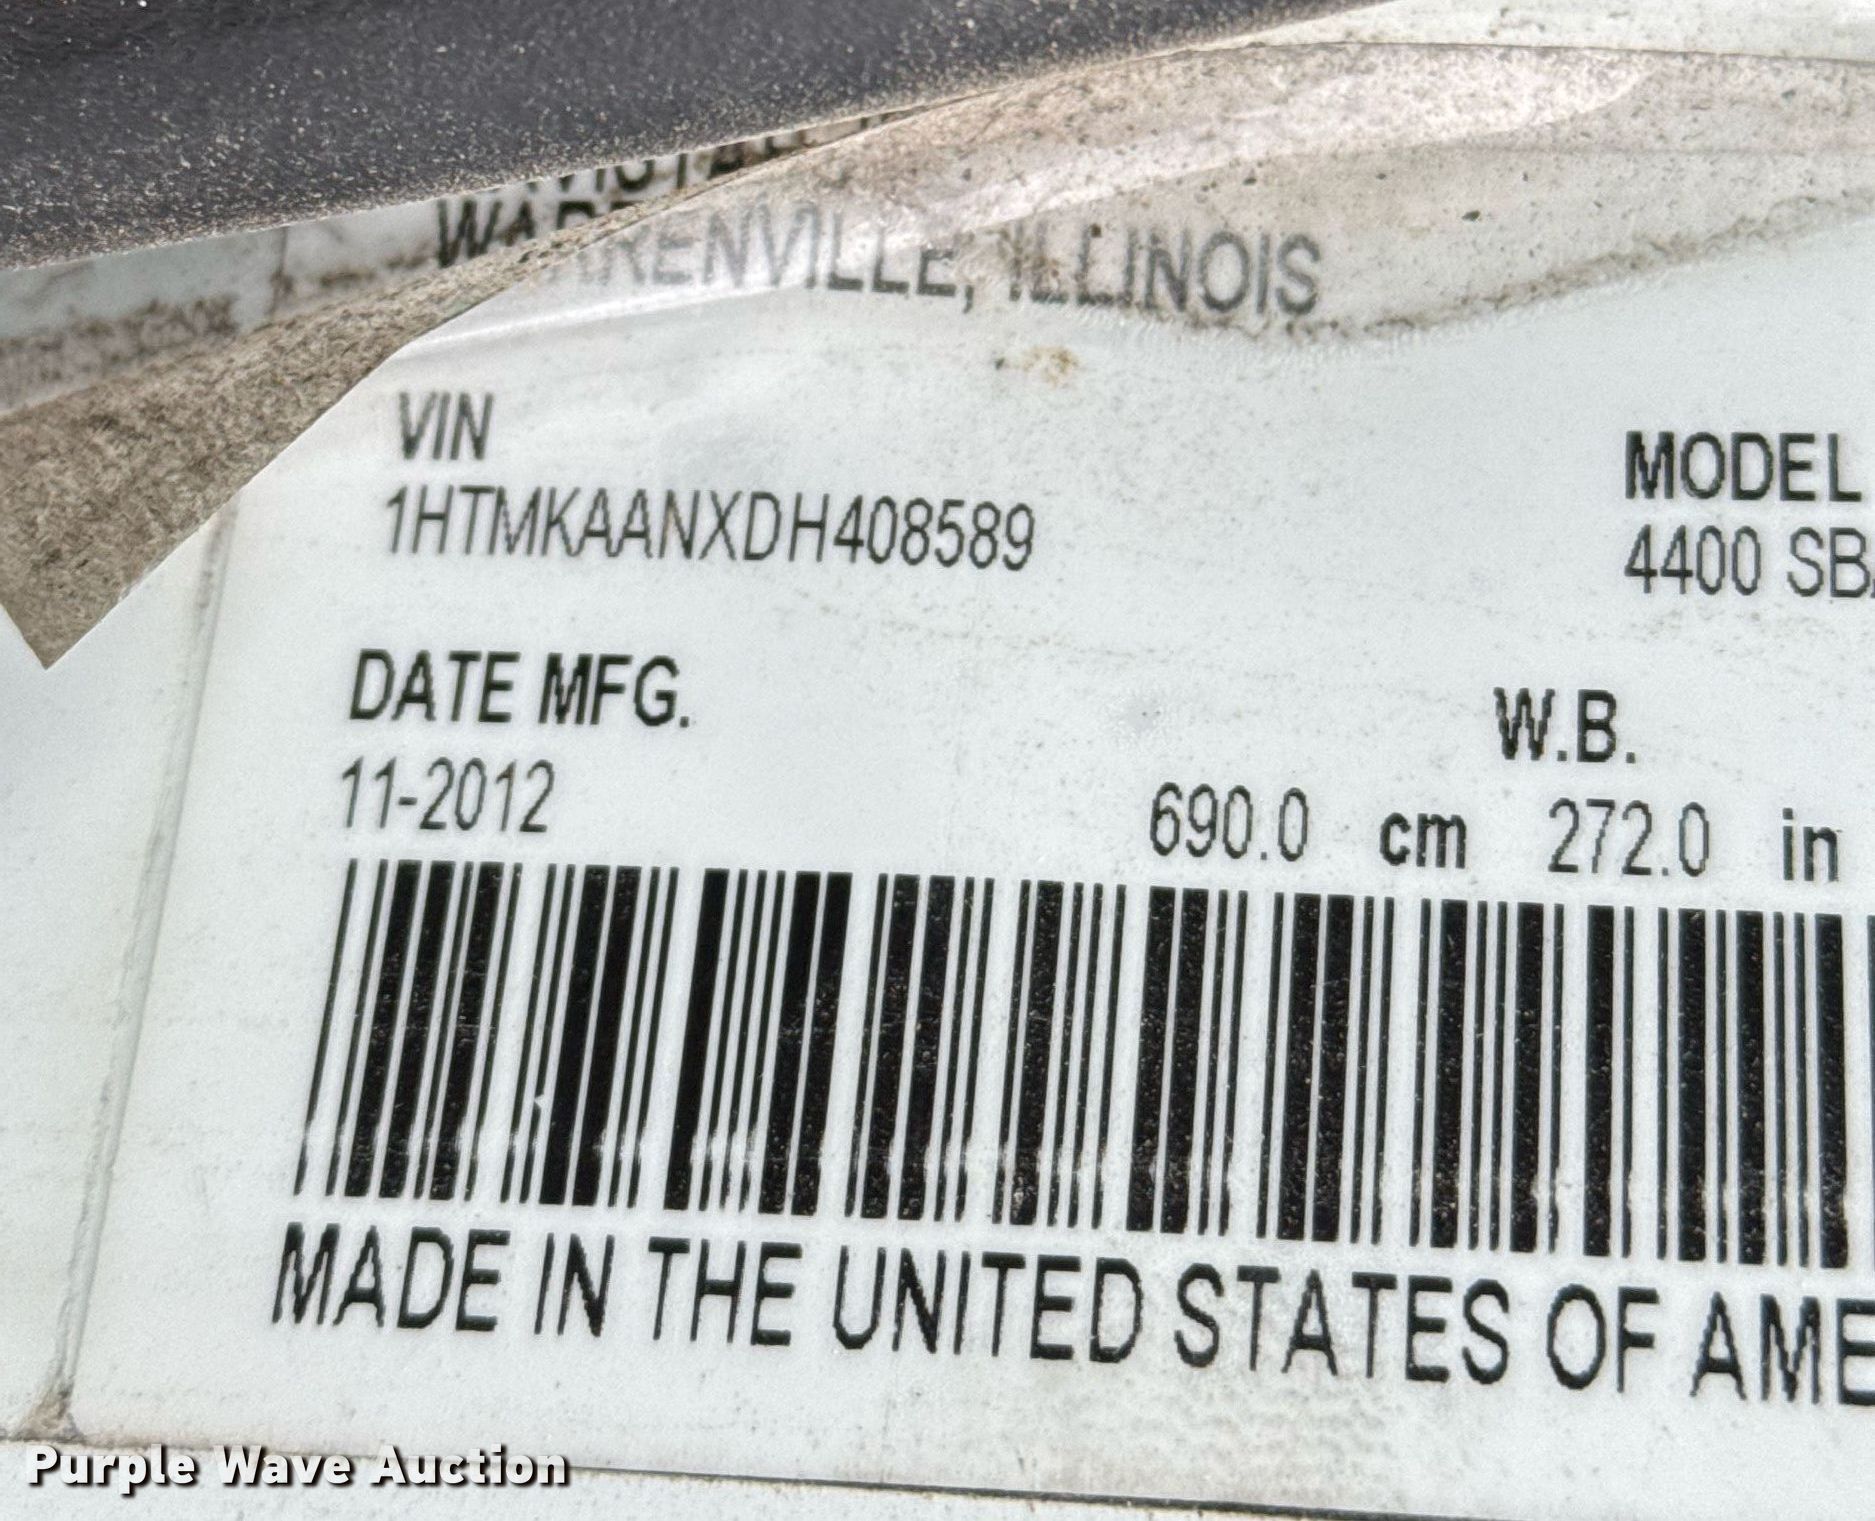 WARRENVILLE, ILLINOIS
VIN
1HTMKAANXDH408589
MODEL
4400 SBA
DATE MFG.
11-2012
W.B.
690.0 cm 272.0 in
MADE IN THE UNITED STATES OF AME
Purple Wave Auction